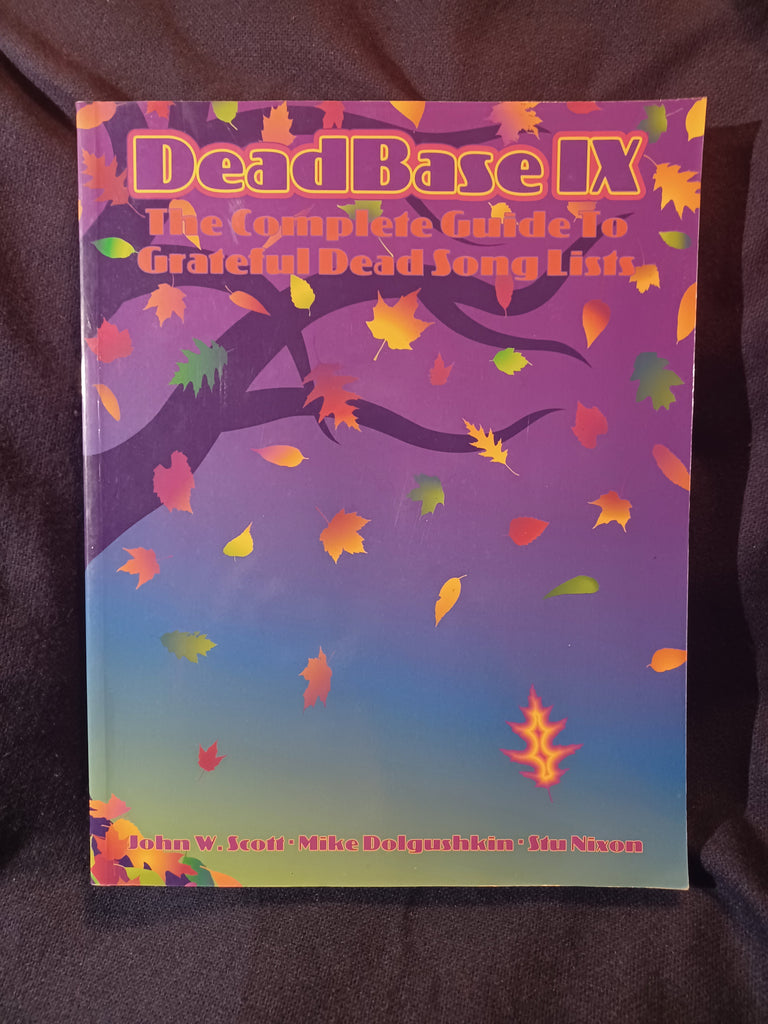 DeadBase IX
The Complete Guide To
Grateful Dead Song Lists
John W. Scott · Mike Dolgushkin · Stu Nixon